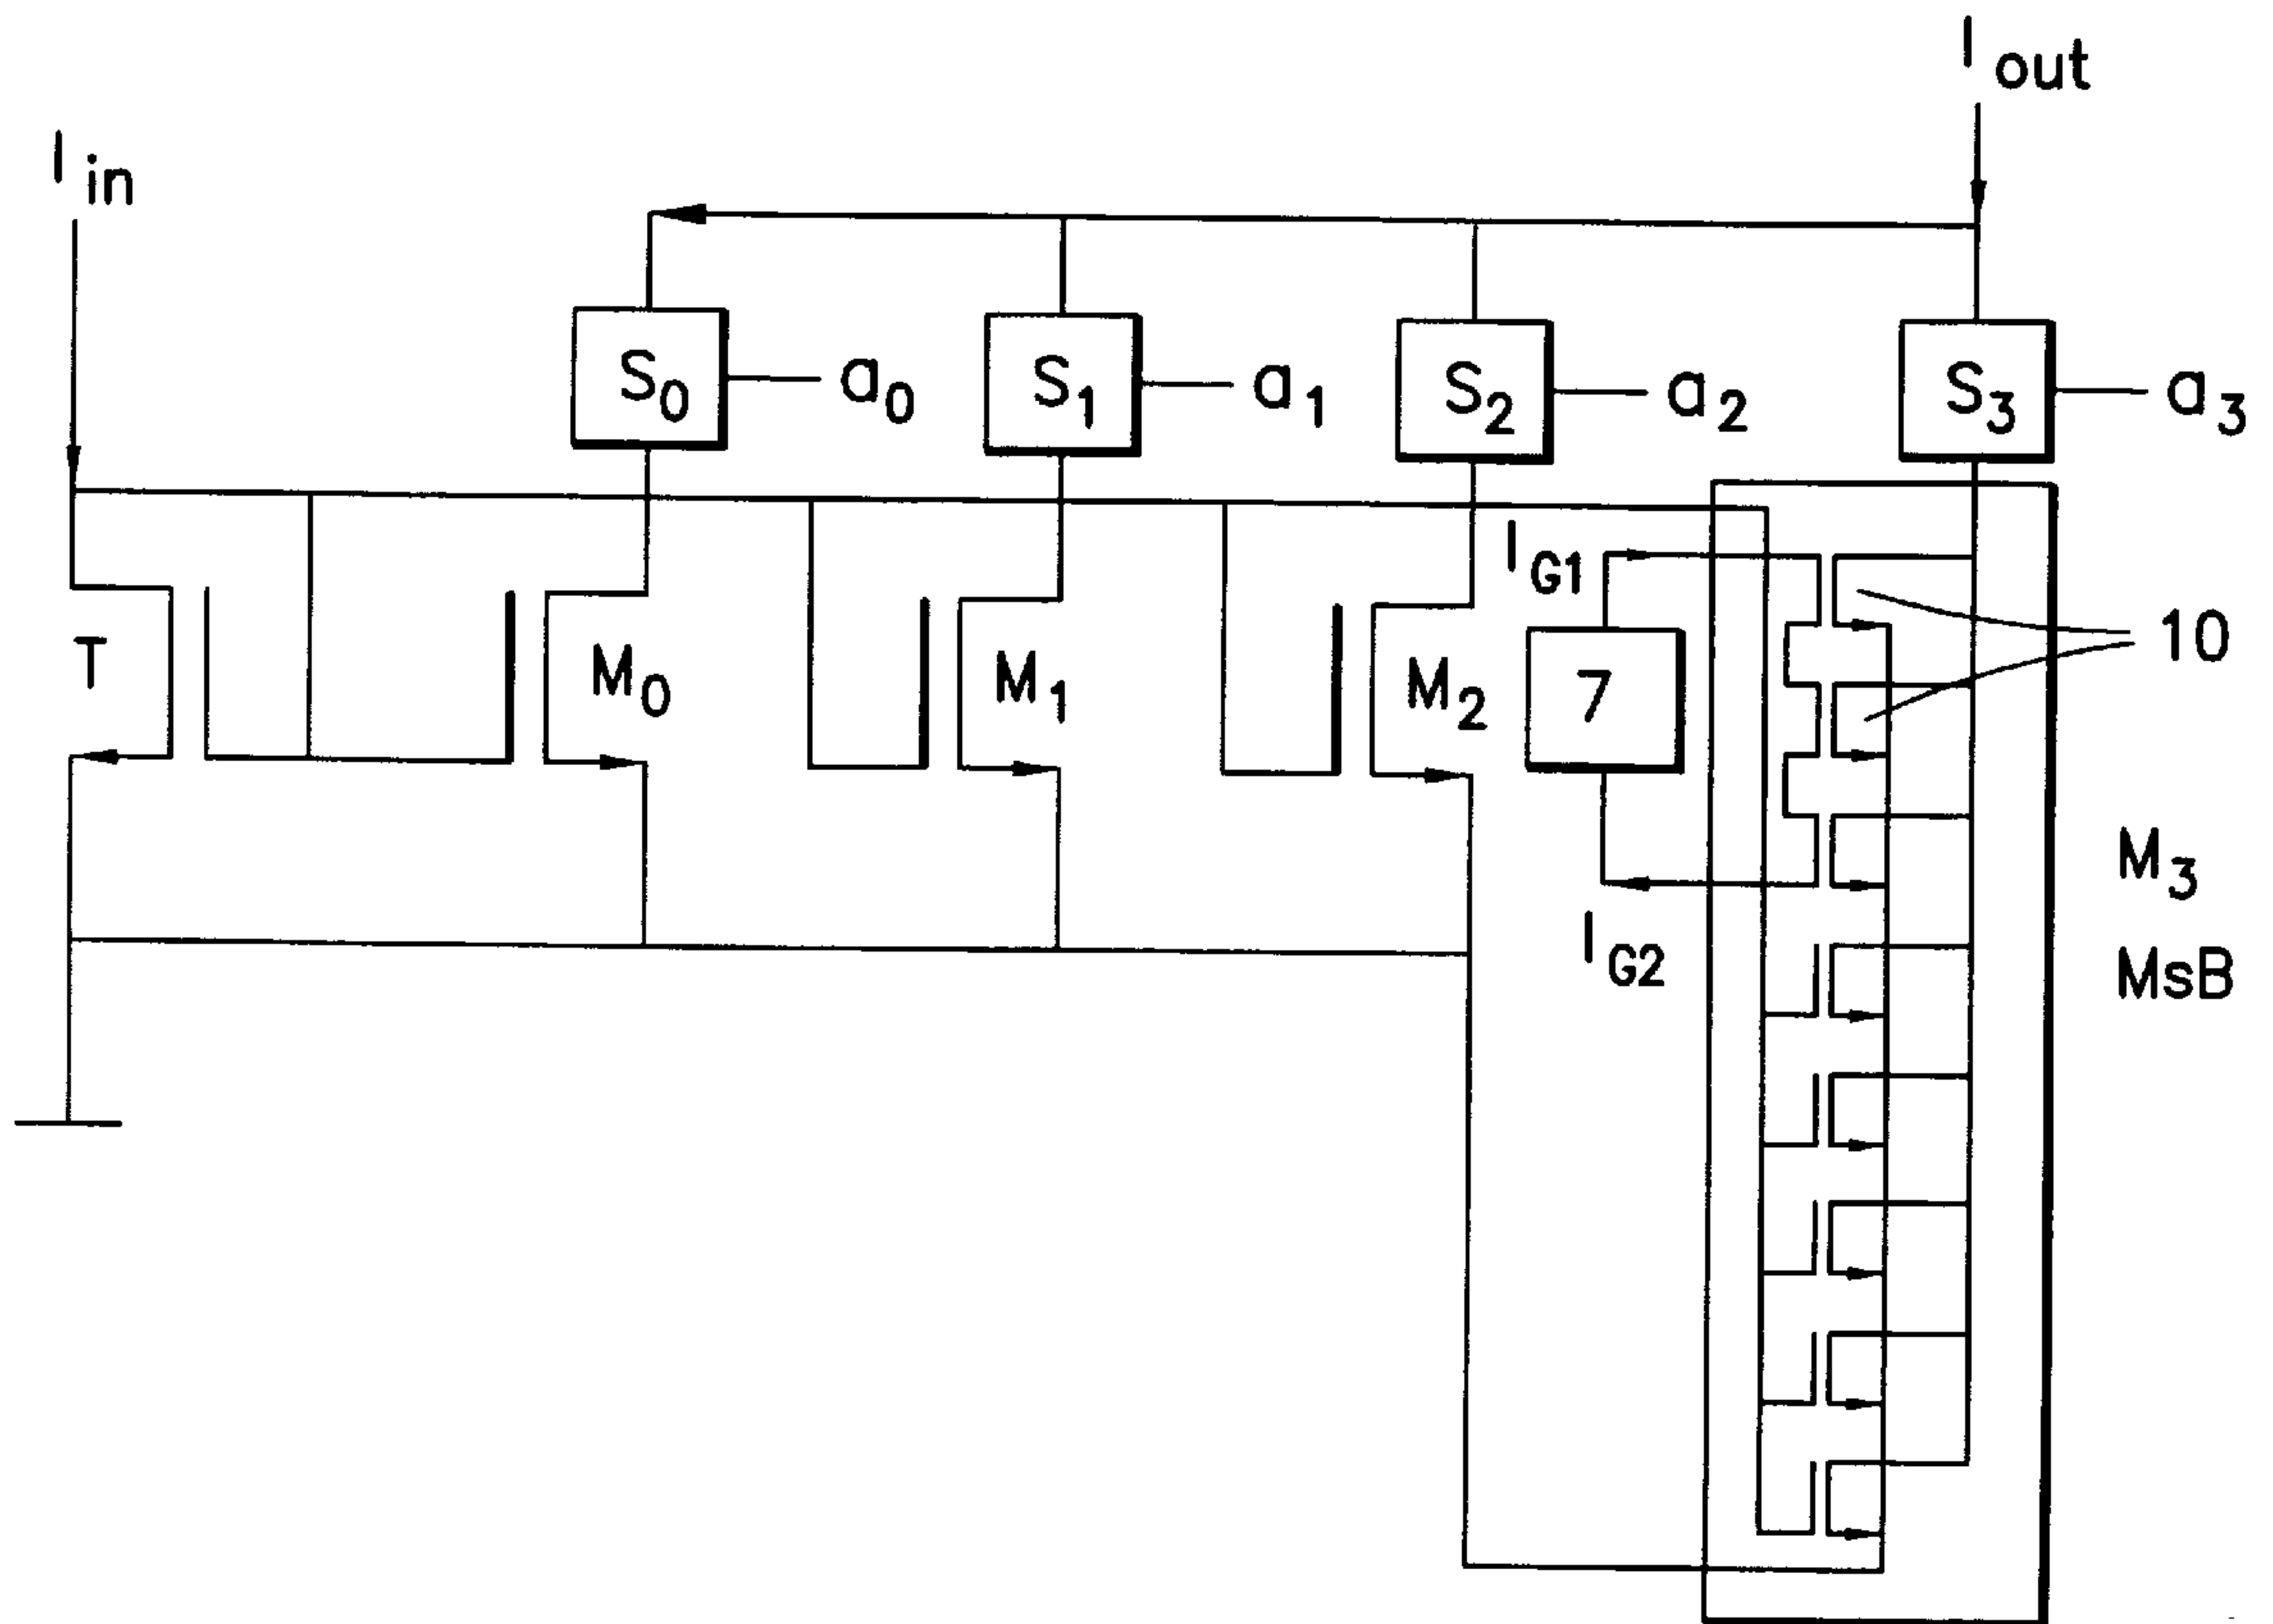 I out
I in
S0 a0 S1 a1 S2 a2 S3 a3
IG1
10
T M0 M1 M2 7
M3
IG2
MsB